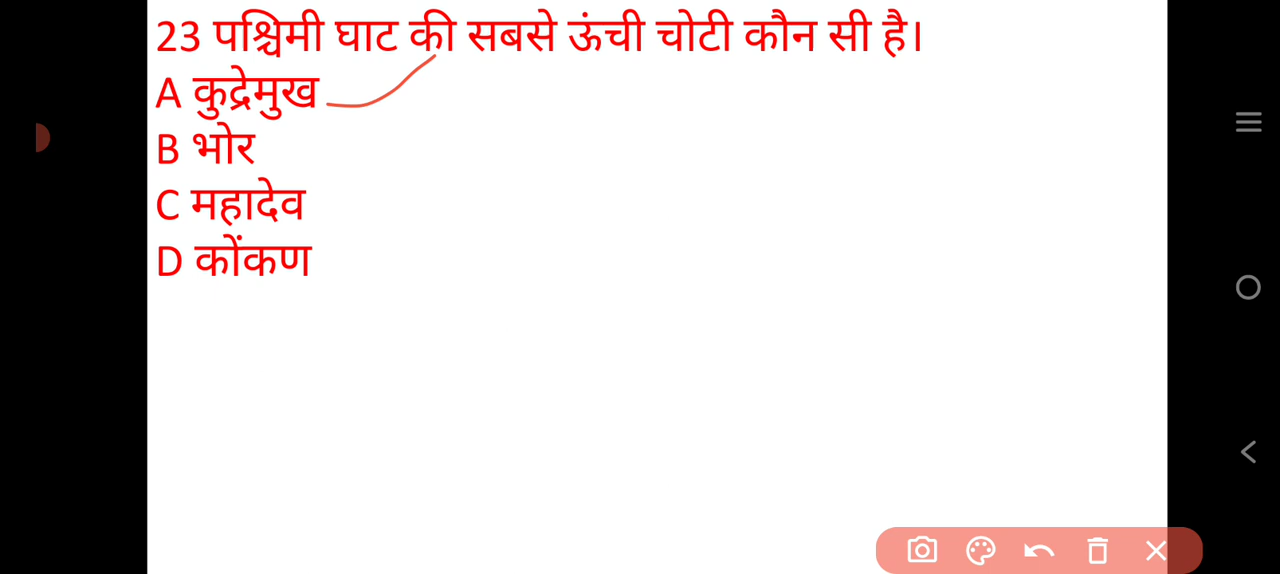 23 पश्चिमी घाट की सबसे ऊंची चोटी कौन सी है।
A कुद्रेमुख
B भोर
C महादेव
D कोंकण